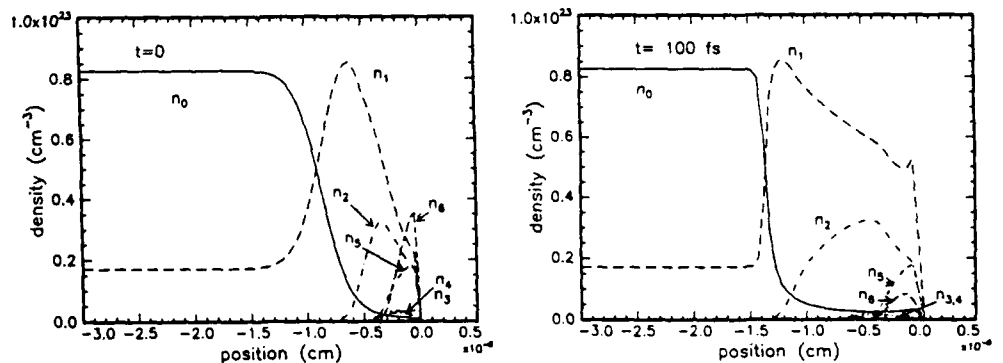 1.0x10²³
t=0
n₁
0.8
n₀
0.6
density (cm⁻³)
0.4
n₂
n₆
n₅
0.2
n₄
n₃
0.0
-3.0 -2.5 -2.0 -1.5 -1.0 -0.5 0.0 0.5
position (cm)
1.0x10²³
t= 100 fs
n₁
0.8
n₀
0.6
density (cm⁻³)
0.4
n₂
0.2
n₅
n₆
n₃,₄
0.0
-3.0 -2.5 -2.0 -1.5 -1.0 -0.5 0.0 0.5
position (cm)